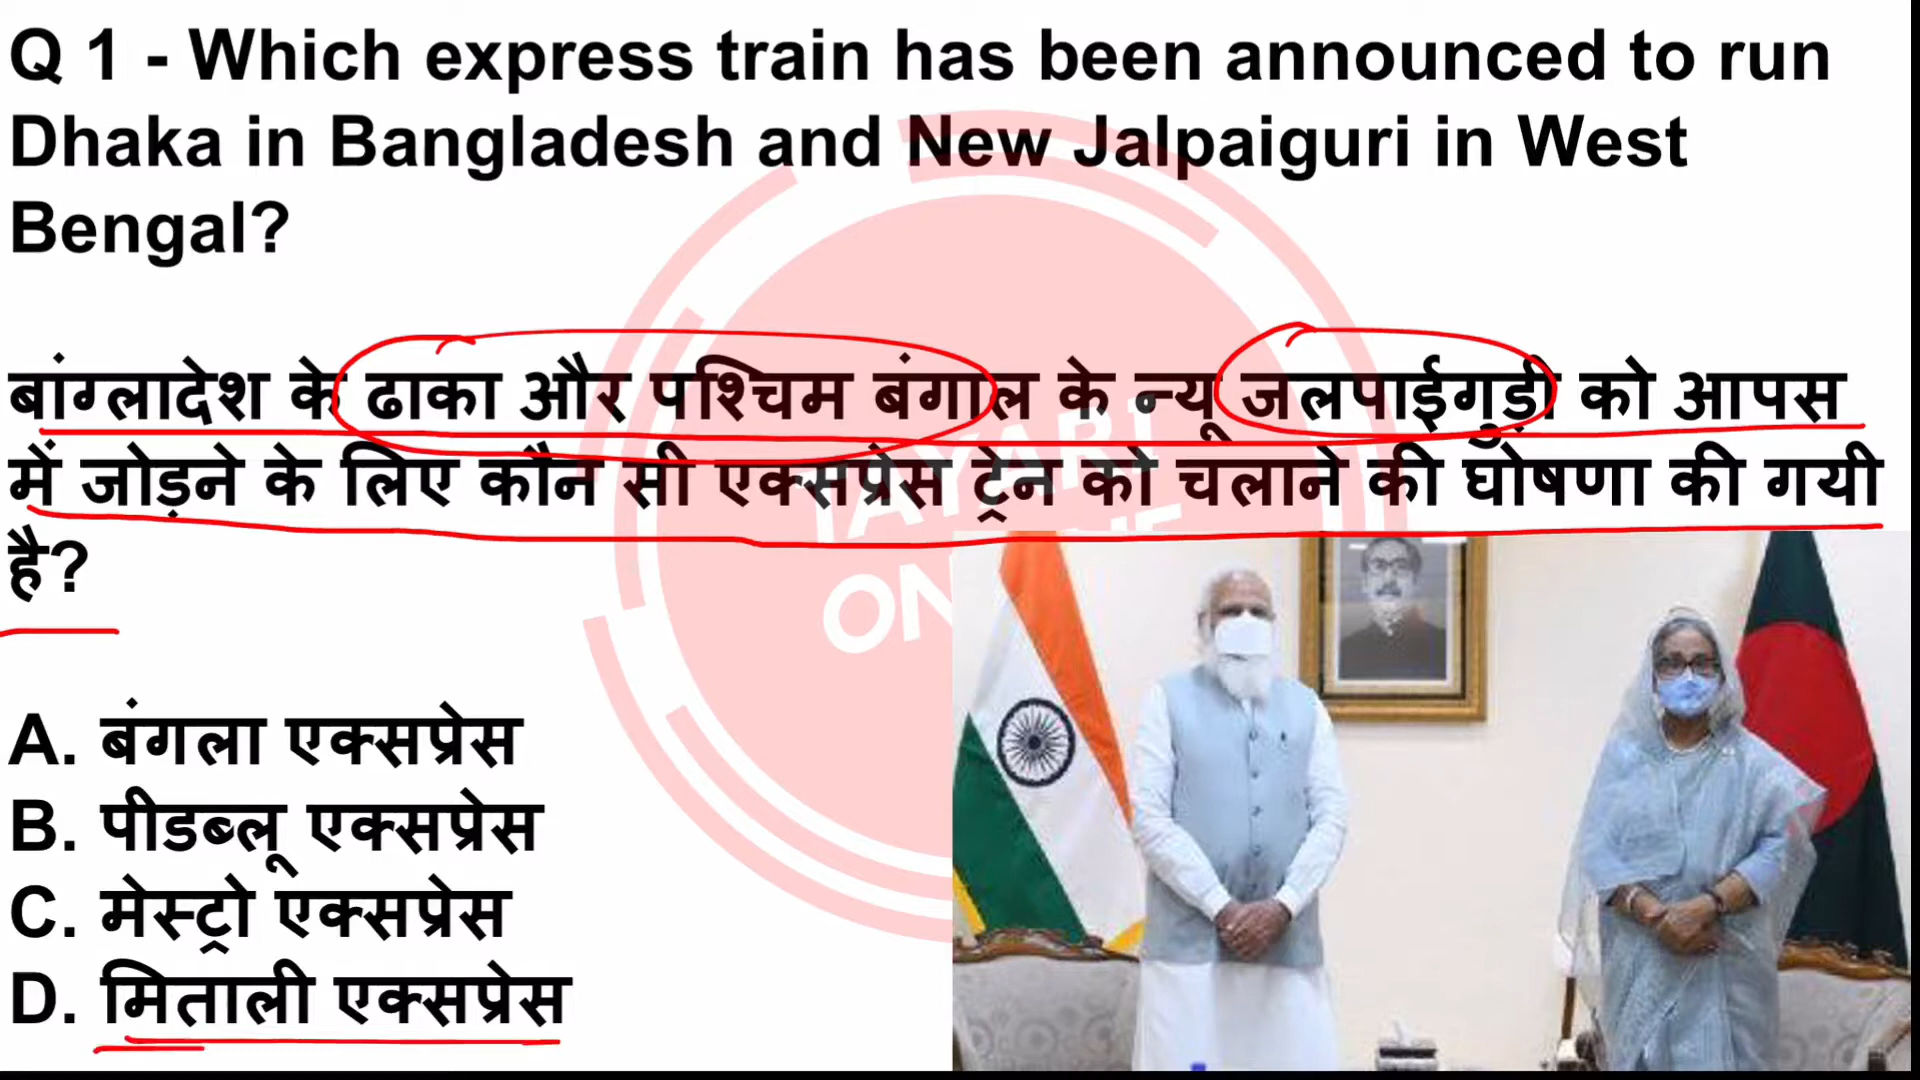 Q 1 - Which express train has been announced to run
Dhaka in Bangladesh and New Jalpaiguri in West
Bengal?
बांग्लादेश के ढाका और पश्चिम बंगाल के न्यू जलपाईगुड़ी को आपस
में जोड़ने के लिए कौन सी एक्सप्रेस ट्रेन को चलाने की घोषणा की गयी
है?
A. बंगला एक्सप्रेस
B. पीडब्लू एक्सप्रेस
C. मेस्ट्रो एक्सप्रेस
D. मिताली एक्सप्रेस